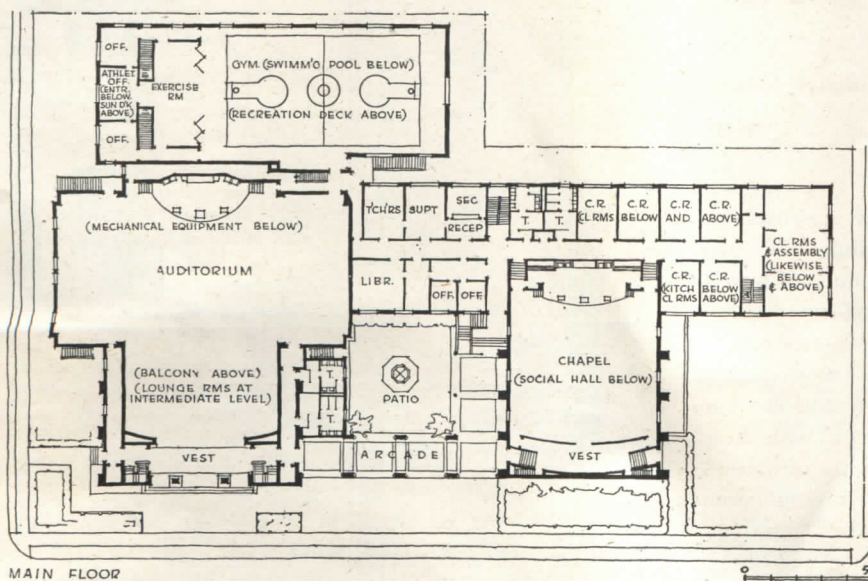 OFF.
ATHLET
OFF.
(ENTR.
BELOW
SUN D'K
ABOVE)
OFF.
EXERCISE
RM
GYM. (SWIMM'G POOL BELOW)
(RECREATION DECK ABOVE)
(MECHANICAL EQUIPMENT BELOW)
AUDITORIUM
(BALCONY ABOVE)
(LOUNGE RMS AT
INTERMEDIATE LEVEL)
VEST
T.
T.
TCH'RS
SUPT
SEC
RECEP
LIBR.
OFF.
OFF.
T.
T.
C.R.
(CL RMS
C.R.
BELOW
C.R.
AND
C.R.
ABOVE)
C.R.
(KITCH
CL RMS
C.R.
BELOW
ABOVE)
CL. RMS
& ASSEMBLY
(LIKEWISE
BELOW
& ABOVE)
PATIO
ARCADE
CHAPEL
(SOCIAL HALL BELOW)
VEST
MAIN FLOOR
0